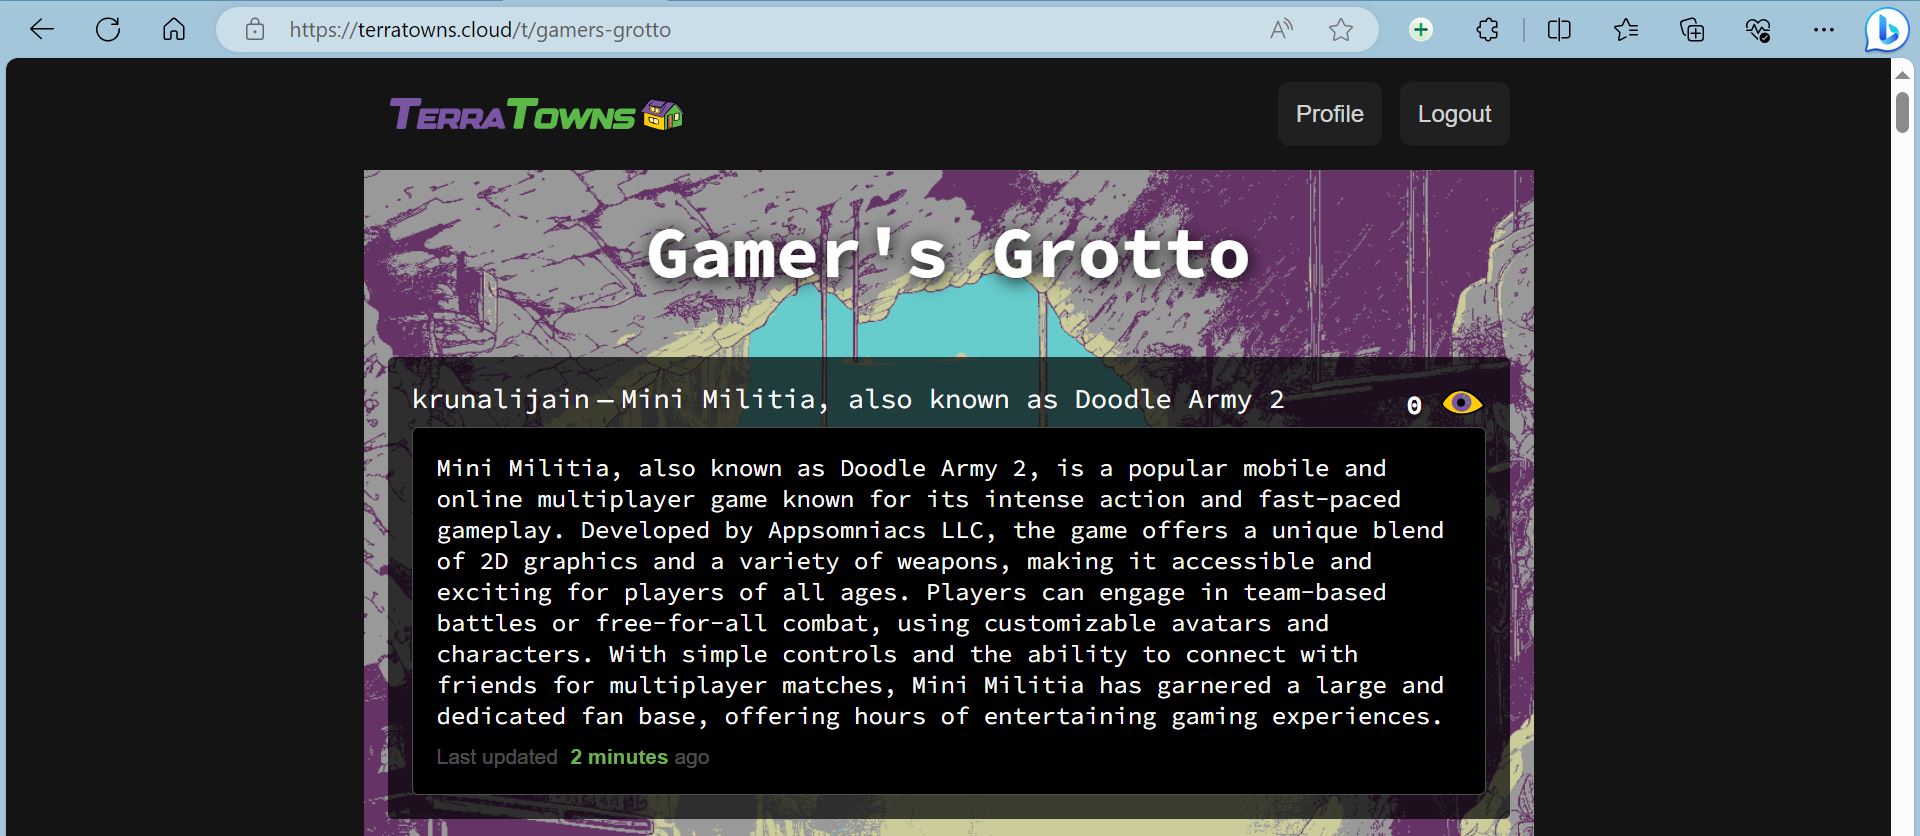 https://terratowns.cloud/t/gamers-grotto
TERRATOWNS
Profile
Logout
Gamer's Grotto
krunalijain — Mini Militia, also known as Doodle Army 2
0
Mini Militia, also known as Doodle Army 2, is a popular mobile and
online multiplayer game known for its intense action and fast-paced
gameplay. Developed by Appsomniacs LLC, the game offers a unique blend
of 2D graphics and a variety of weapons, making it accessible and
exciting for players of all ages. Players can engage in team-based
battles or free-for-all combat, using customizable avatars and
characters. With simple controls and the ability to connect with
friends for multiplayer matches, Mini Militia has garnered a large and
dedicated fan base, offering hours of entertaining gaming experiences.
Last updated 2 minutes ago